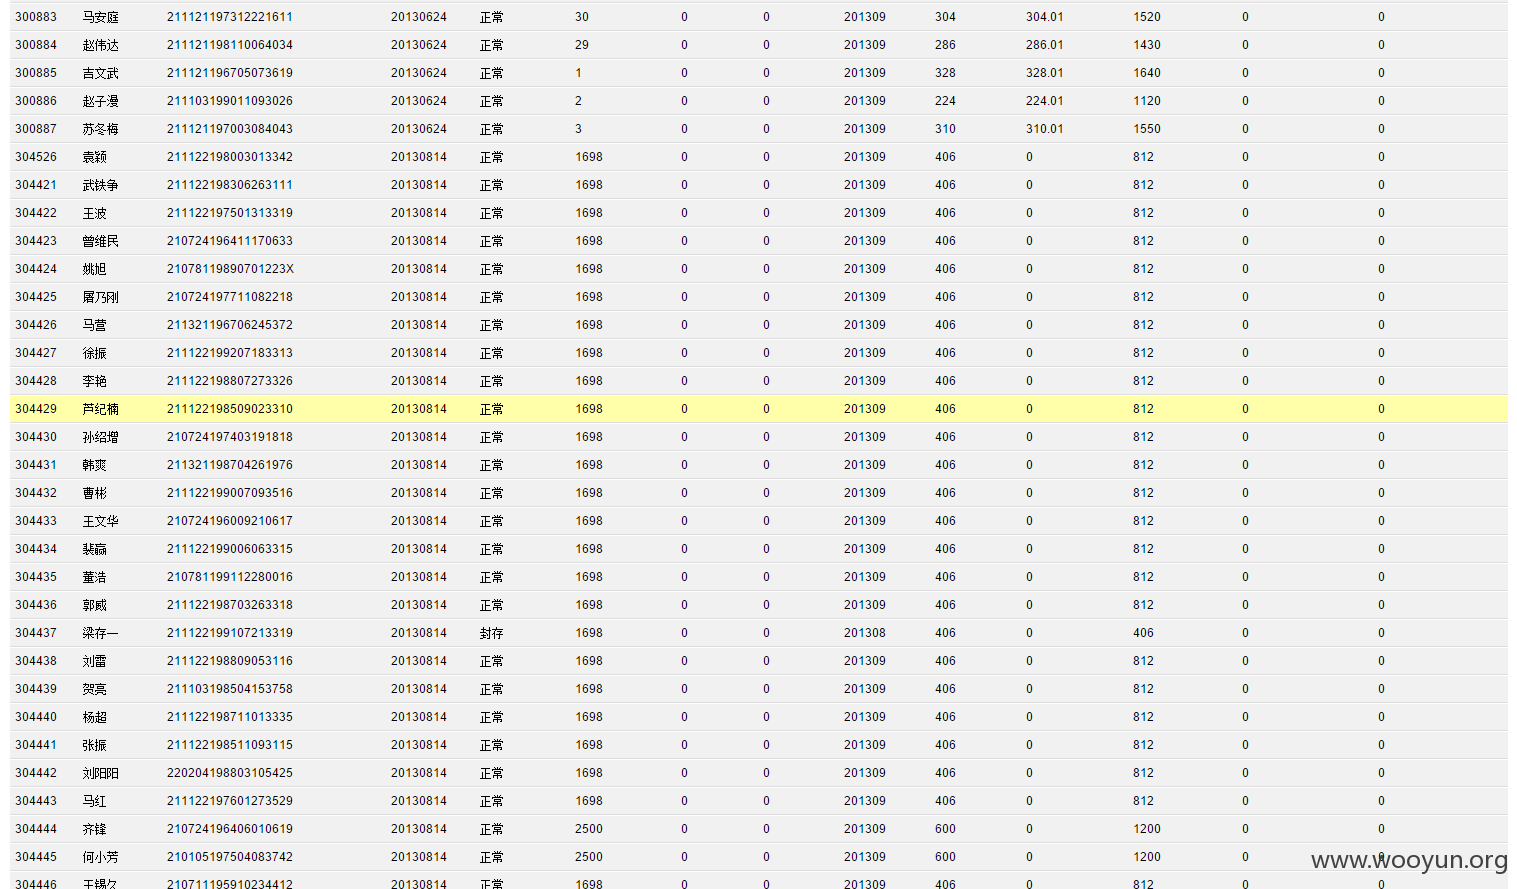 300883 马安庭 211121197312221611 20130624 正常 30 0 0 201309 304 304.01 1520 0 0
300884 赵伟达 211121198110064034 20130624 正常 29 0 0 201309 286 286.01 1430 0 0
300885 吉文武 211121196705073619 20130624 正常 1 0 0 201309 328 328.01 1640 0 0
300886 赵子漫 211103199011093026 20130624 正常 2 0 0 201309 224 224.01 1120 0 0
300887 苏冬梅 211121197003084043 20130624 正常 3 0 0 201309 310 310.01 1550 0 0
304526 袁颖 211122198003013342 20130814 正常 1698 0 0 201309 406 0 812 0 0
304421 武铁争 211122198306263111 20130814 正常 1698 0 0 201309 406 0 812 0 0
304422 王波 211122197501313319 20130814 正常 1698 0 0 201309 406 0 812 0 0
304423 曾维民 210724196411170633 20130814 正常 1698 0 0 201309 406 0 812 0 0
304424 姚旭 21078119890701223X 20130814 正常 1698 0 0 201309 406 0 812 0 0
304425 屠乃刚 210724197711082218 20130814 正常 1698 0 0 201309 406 0 812 0 0
304426 马营 211321196706245372 20130814 正常 1698 0 0 201309 406 0 812 0 0
304427 徐振 211122199207183313 20130814 正常 1698 0 0 201309 406 0 812 0 0
304428 李艳 211122198807273326 20130814 正常 1698 0 0 201309 406 0 812 0 0
304429 芦纪楠 211122198509023310 20130814 正常 1698 0 0 201309 406 0 812 0 0
304430 孙绍增 210724197403191818 20130814 正常 1698 0 0 201309 406 0 812 0 0
304431 韩爽 211321198704261976 20130814 正常 1698 0 0 201309 406 0 812 0 0
304432 曹彬 211122199007093516 20130814 正常 1698 0 0 201309 406 0 812 0 0
304433 王文华 210724196009210617 20130814 正常 1698 0 0 201309 406 0 812 0 0
304434 裴赢 211122199006063315 20130814 正常 1698 0 0 201309 406 0 812 0 0
304435 董浩 210781199112280016 20130814 正常 1698 0 0 201309 406 0 812 0 0
304436 郭威 211122198703263318 20130814 正常 1698 0 0 201309 406 0 812 0 0
304437 梁存一 211122199107213319 20130814 封存 1698 0 0 201308 406 0 406 0 0
304438 刘雷 211122198809053116 20130814 正常 1698 0 0 201309 406 0 812 0 0
304439 贺亮 211103198504153758 20130814 正常 1698 0 0 201309 406 0 812 0 0
304440 杨超 211122198711013335 20130814 正常 1698 0 0 201309 406 0 812 0 0
304441 张振 211122198511093115 20130814 正常 1698 0 0 201309 406 0 812 0 0
304442 刘阳阳 220204198803105425 20130814 正常 1698 0 0 201309 406 0 812 0 0
304443 马红 211122197601273529 20130814 正常 1698 0 0 201309 406 0 812 0 0
304444 齐锋 210724196406010619 20130814 正常 2500 0 0 201309 600 0 1200 0 0
304445 何小芳 210105197504083742 20130814 正常 2500 0 0 201309 600 0 1200 0 0
www.wooyun.org
304446 王锡久 210711195910234412 20130814 正常 1698 0 0 201309 406 0 812 0 0